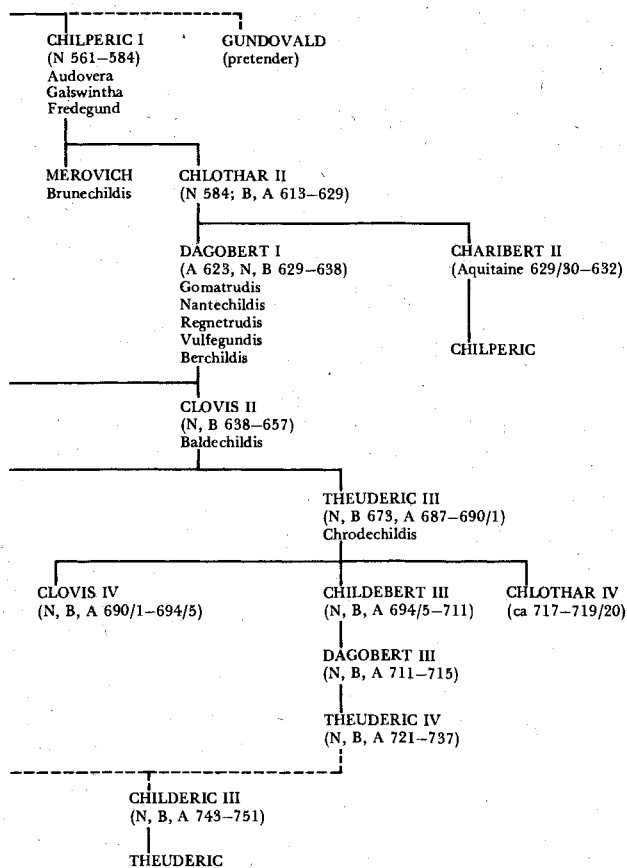 CHILPERIC I
(N 561–584)
Audovera
Galswintha
Fredegund
GUNDOVALD
(pretender)
MEROVICH
Brunechildis
CHLOTHAR II
(N 584; B, A 613–629)
DAGOBERT I
(A 623, N, B 629–638)
Gomatrudis
Nantechildis
Regnetrudis
Vulfegundis
Berchildis
CHARIBERT II
(Aquitaine 629/30–632)
CHILPERIC
CLOVIS II
(N, B 638–657)
Baldechildis
THEUDERIC III
(N, B 673, A 687–690/1)
Chrodechildis
CLOVIS IV
(N, B, A 690/1–694/5)
CHILDEBERT III
(N, B, A 694/5–711)
CHLOTHAR IV
(ca 717–719/20)
DAGOBERT III
(N, B, A 711–715)
THEUDERIC IV
(N, B, A 721–737)
CHILDERIC III
(N, B, A 743–751)
THEUDERIC